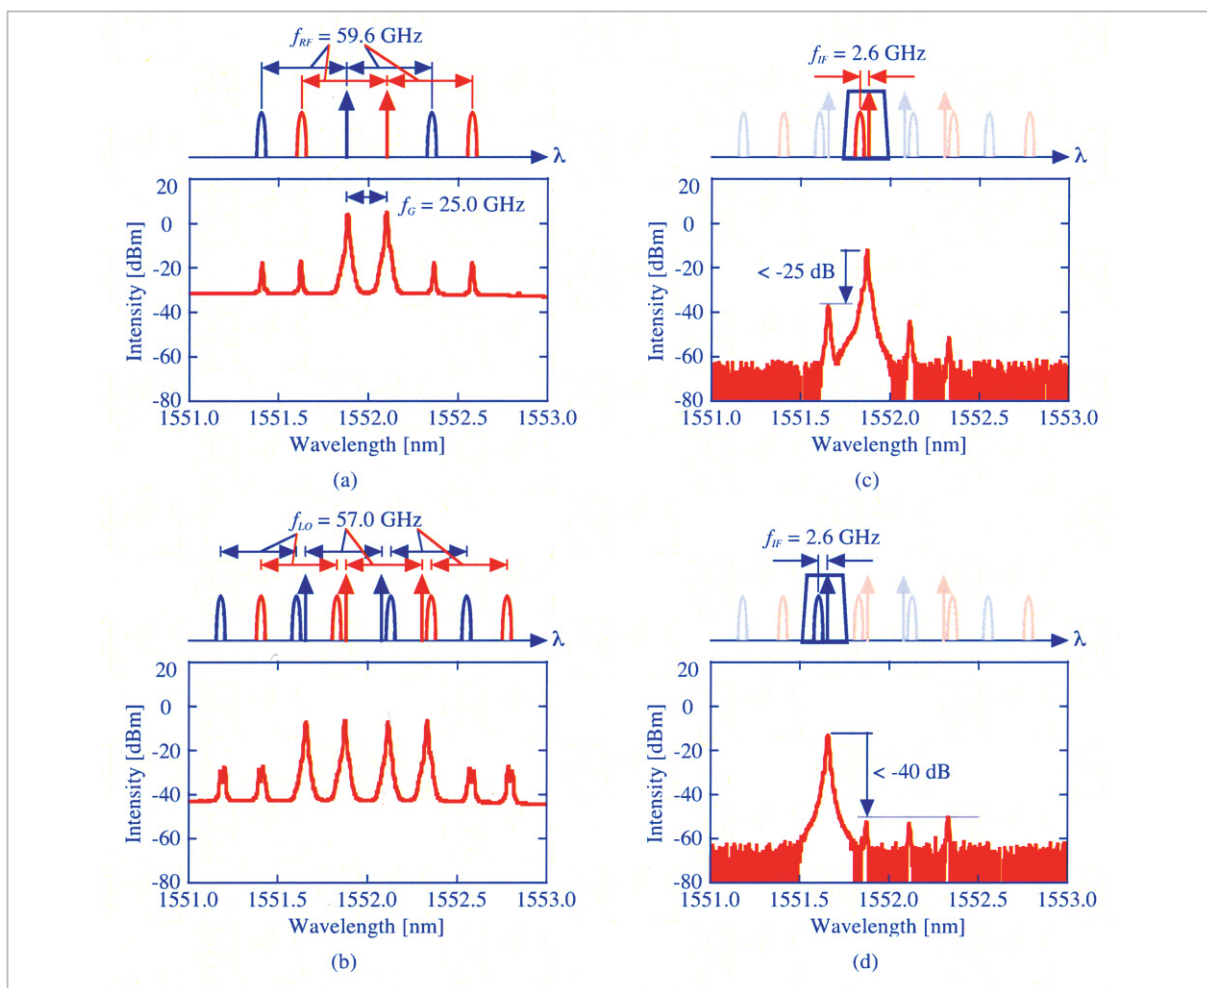 f_RF = 59.6 GHz
λ
f_G = 25.0 GHz
20
0
-20
-40
-60
-80
Intensity [dBm]
1551.0 1551.5 1552.0 1552.5 1553.0
Wavelength [nm]
(a)
f_IF = 2.6 GHz
λ
< -25 dB
20
0
-20
-40
-60
-80
Intensity [dBm]
1551.0 1551.5 1552.0 1552.5 1553.0
Wavelength [nm]
(c)
f_LO = 57.0 GHz
λ
20
0
-20
-40
-60
-80
Intensity [dBm]
1551.0 1551.5 1552.0 1552.5 1553.0
Wavelength [nm]
(b)
f_IF = 2.6 GHz
λ
< -40 dB
20
0
-20
-40
-60
-80
Intensity [dBm]
1551.0 1551.5 1552.0 1552.5 1553.0
Wavelength [nm]
(d)